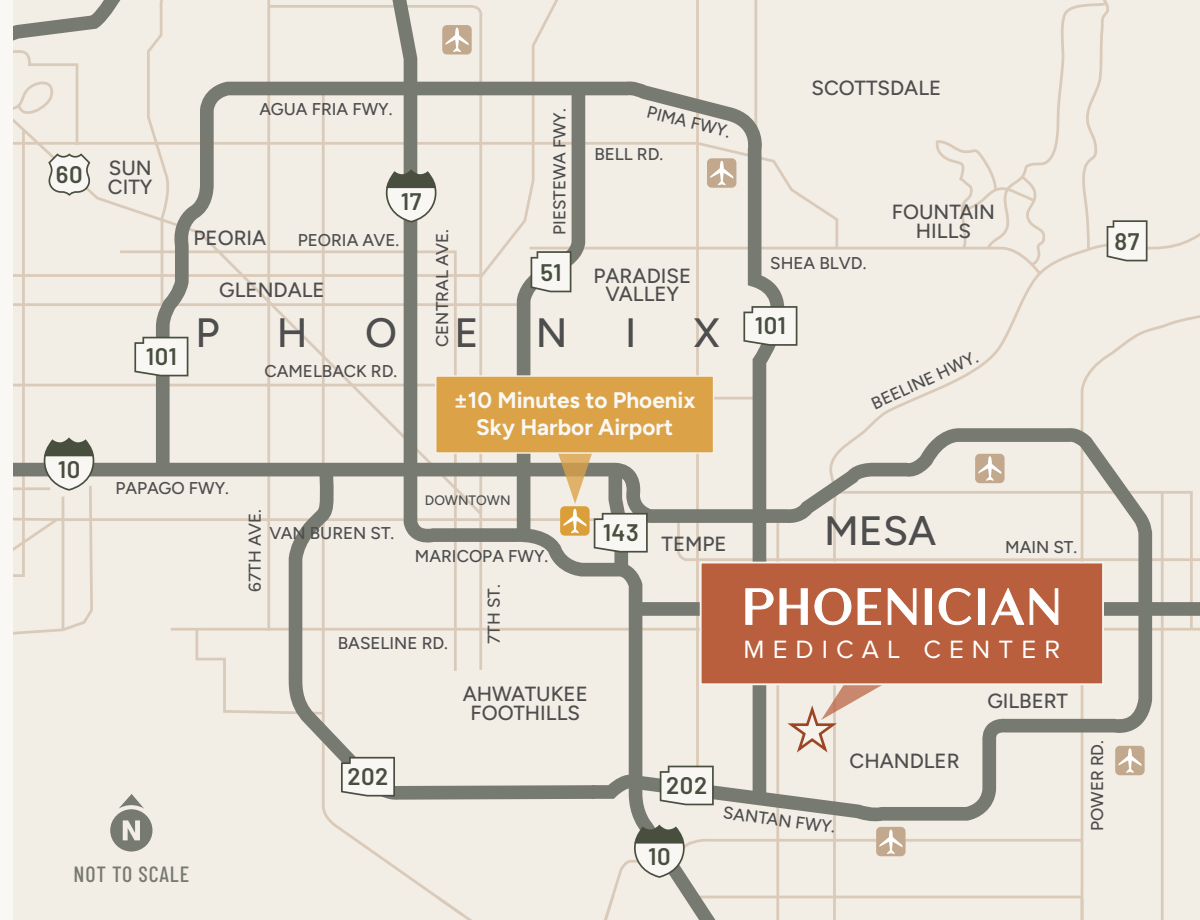 SCOTTSDALE
AGUA FRIA FWY.
PIMA FWY.
PIESTEWA FWY.
BELL RD.
60
SUN
CITY
17
FOUNTAIN
HILLS
87
PEORIA
PEORIA AVE.
CENTRAL AVE.
51
SHEA BLVD.
PARADISE
VALLEY
GLENDALE
PHOENIX
101
101
CAMELBACK RD.
BEELINE HWY.
±10 Minutes to Phoenix
Sky Harbor Airport
10
PAPAGO FWY.
DOWNTOWN
67TH AVE.
VAN BUREN ST.
143
TEMPE
MESA
MAIN ST.
MARICOPA FWY.
7TH ST.
PHOENICIAN
MEDICAL CENTER
BASELINE RD.
AHWATUKEE
FOOTHILLS
GILBERT
CHANDLER
202
202
POWER RD.
SANTAN FWY.
N
10
NOT TO SCALE